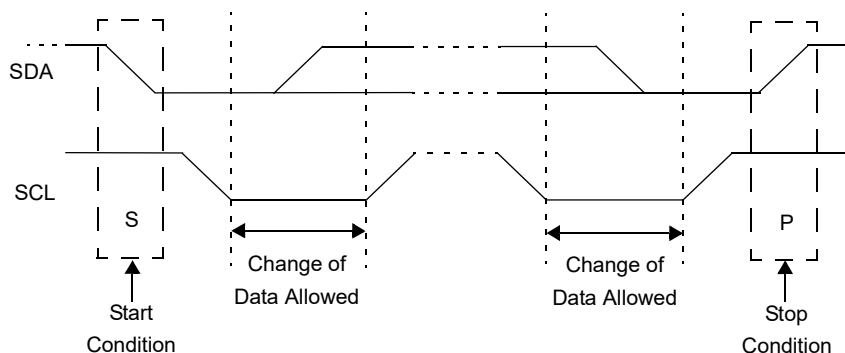 SDA
SCL
S
P
Change of
Data Allowed
Change of
Data Allowed
Start
Condition
Stop
Condition